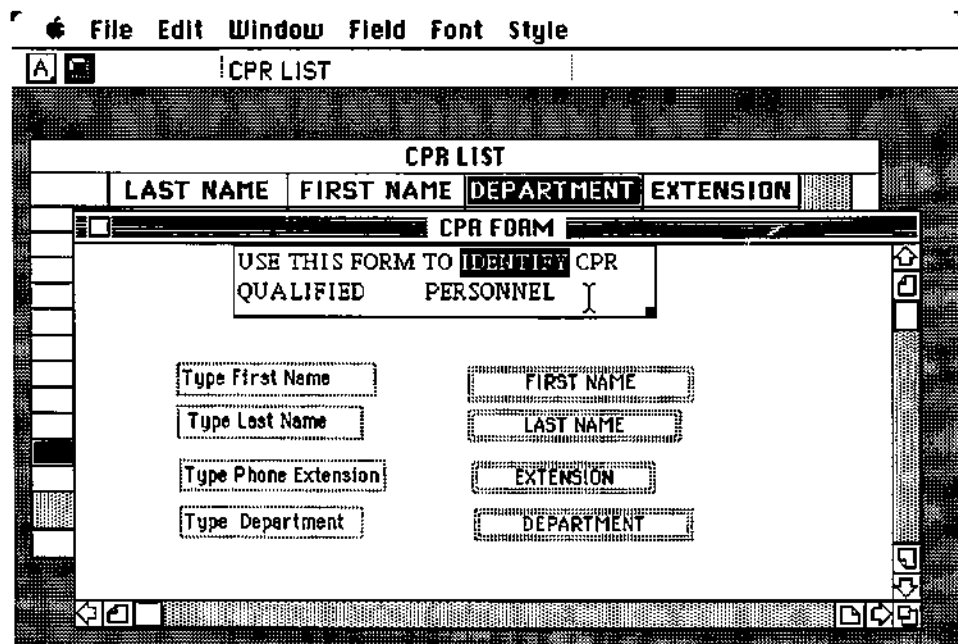 File Edit Window Field Font Style
A CPR LIST
CPR LIST
LAST NAME FIRST NAME DEPARTMENT EXTENSION
CPR FORM
USE THIS FORM TO IDENTIFY CPR
QUALIFIED PERSONNEL
Type First Name FIRST NAME
Type Last Name LAST NAME
Type Phone Extension EXTENSION
Type Department DEPARTMENT